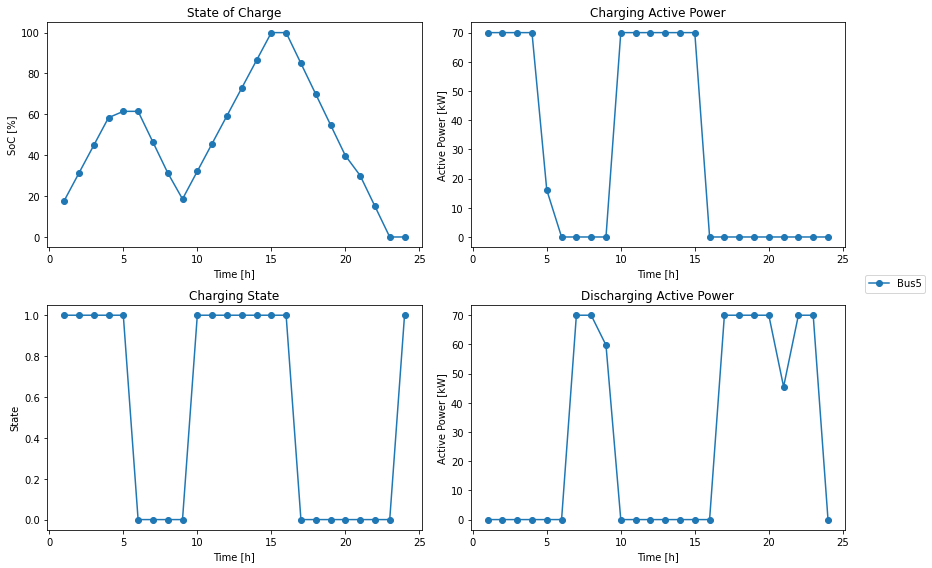 State of Charge
100
80
60
40
20
0
SoC [%]
0 5 10 15 20 25
Time [h]
Charging Active Power
70
60
50
40
30
20
10
0
Active Power [kW]
0 5 10 15 20 25
Time [h]
Bus5
Charging State
1.0
0.8
0.6
0.4
0.2
0.0
State
0 5 10 15 20 25
Time [h]
Discharging Active Power
70
60
50
40
30
20
10
0
Active Power [kW]
0 5 10 15 20 25
Time [h]